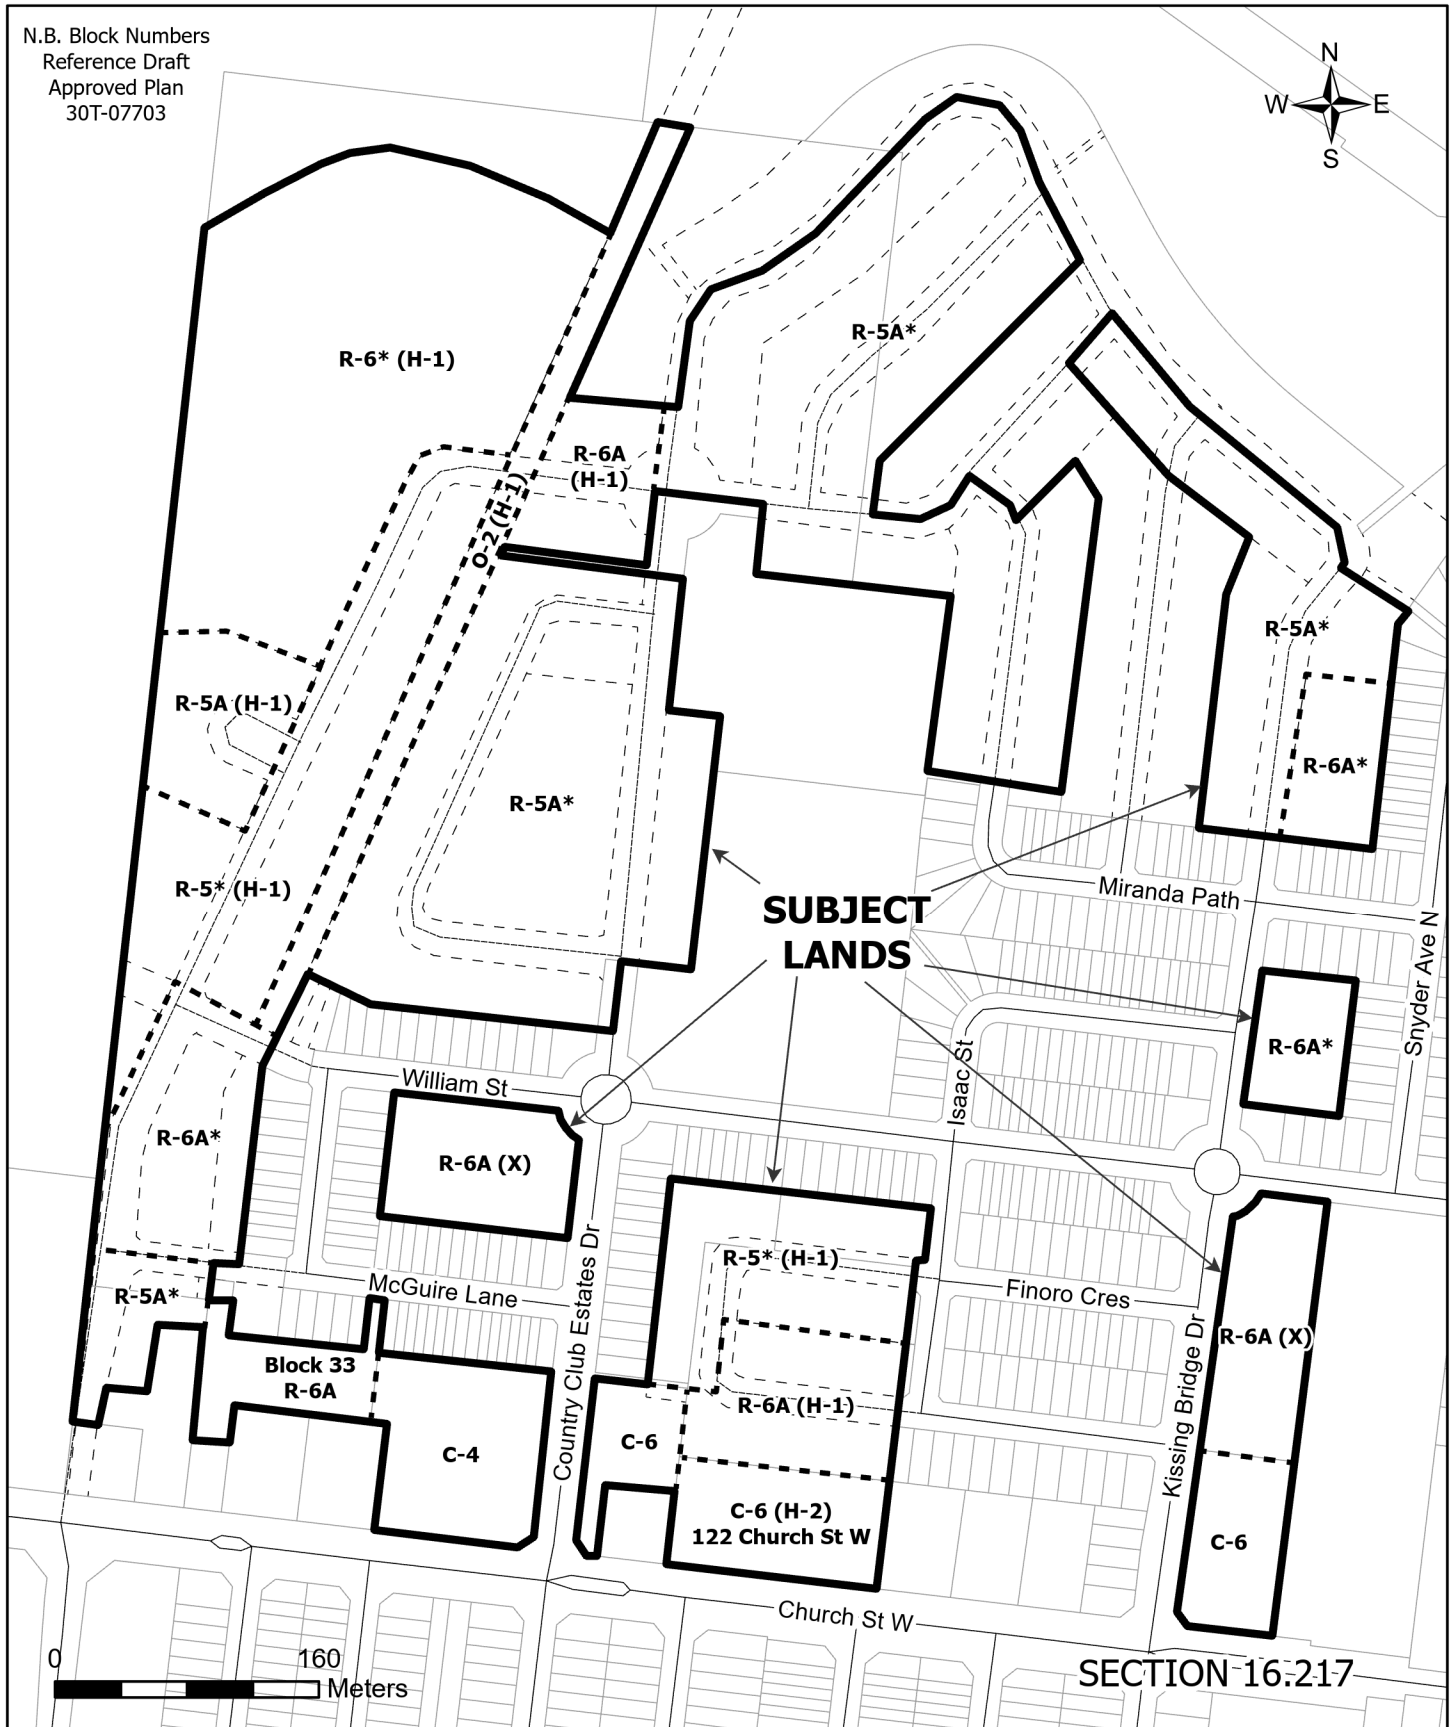 N.B. Block Numbers
Reference Draft
Approved Plan
30T-07703
N
W E
S
R-5A*
R-6* (H-1)
R-6A
(H-1)
O-2 (H-1)
R-5A*
R-5A (H-1)
R-6A*
R-5A*
R-5* (H-1)
Miranda Path
SUBJECT
LANDS
Snyder Ave N
R-6A*
Isaac St
William St
R-6A*
R-6A (X)
R-5* (H-1)
McGuire Lane
Finoro Cres
R-5A*
Country Club Estates Dr
Kissing Bridge Dr
R-6A (X)
Block 33
R-6A
R-6A (H-1)
C-6
C-4
C-6 (H-2)
122 Church St W
C-6
Church St W
0 160
Meters
SECTION 16.217